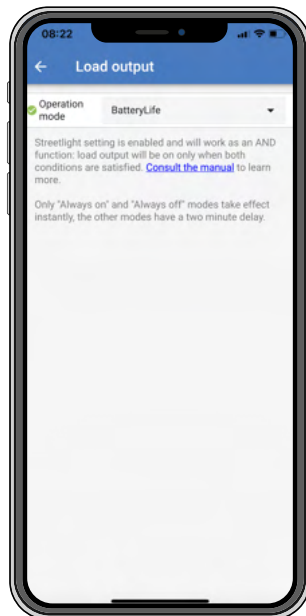 08:22
Load output
Operation
mode
BatteryLife
Streetlight setting is enabled and will work as an AND
function: load output will be on only when both
conditions are satisfied. Consult the manual to learn
more.
Only "Always on" and "Always off" modes take effect
instantly, the other modes have a two minute delay.